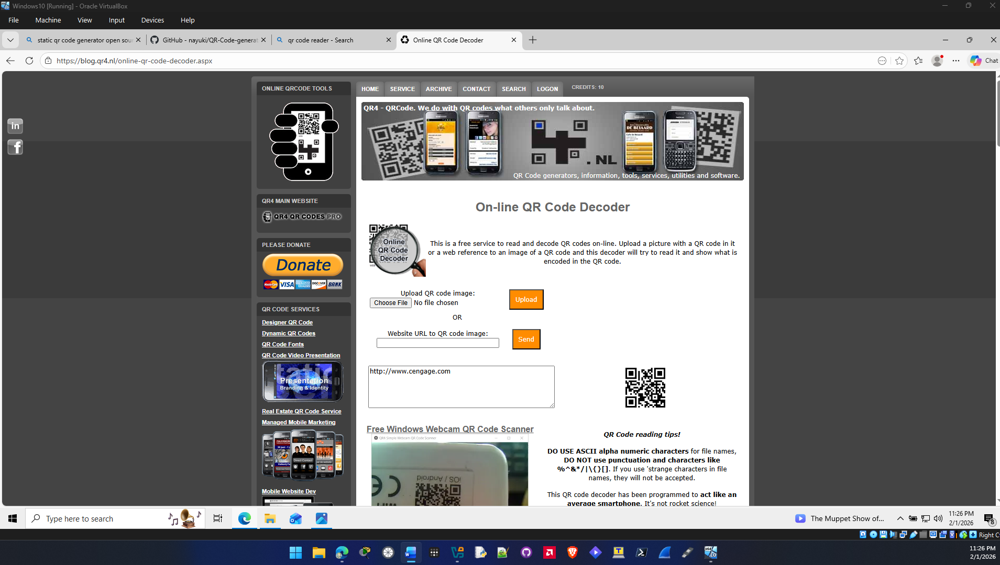 Windows10 [Running] - Oracle VirtualBox
File Machine View Input Devices Help
static qr code generator open sour
GitHub - nayuki/QR-Code-generat
qr code reader - Search
Online QR Code Decoder
https://blog.qr4.nl/online-qr-code-decoder.aspx
Chat
in
f
ONLINE QRCODE TOOLS
QR4 MAIN WEBSITE
QR4 QR CODES PRO
PLEASE DONATE
Donate
MasterCard VISA AMERICAN EXPRESS DISCOVER BANK
QR CODE SERVICES
Designer QR Code
Dynamic QR Codes
QR Code Fonts
QR Code Video Presentation
Presentation
Branding & Identity
Real Estate QR Code Service
Managed Mobile Marketing
Direct Contact
Mobile Website Dev
HOME SERVICE ARCHIVE CONTACT SEARCH LOGON CREDITS: 10
QR4 - QRCode. We do with QR codes what others only talk about.
DE BEIAARD
. NL
QR Code generators, information, tools, services, utilities and software.
On-line QR Code Decoder
Online
QR Code
Decoder
This is a free service to read and decode QR codes on-line. Upload a picture with a QR code in it
or a web reference to an image of a QR code and this decoder will try to read it and show what is
encoded in the QR code.
Upload QR code image:
Choose File No file chosen
Upload
OR
Website URL to QR code image:
Send
http://www.cengage.com
Free Windows Webcam QR Code Scanner
QR4 Simple Webcam QR Code Scanner
iOS / Android
QR Code reading tips!
DO USE ASCII alpha numeric characters for file names,
DO NOT use punctuation and characters like
%^&*/|\{}[]. If you use 'strange characters in file
names, they will not be accepted.
This QR code decoder has been programmed to act like an
average smartphone. It's not rocket science!
Type here to search
The Muppet Show of...
11:26 PM
2/1/2026
8
Right C
11:26 PM
2/1/2026